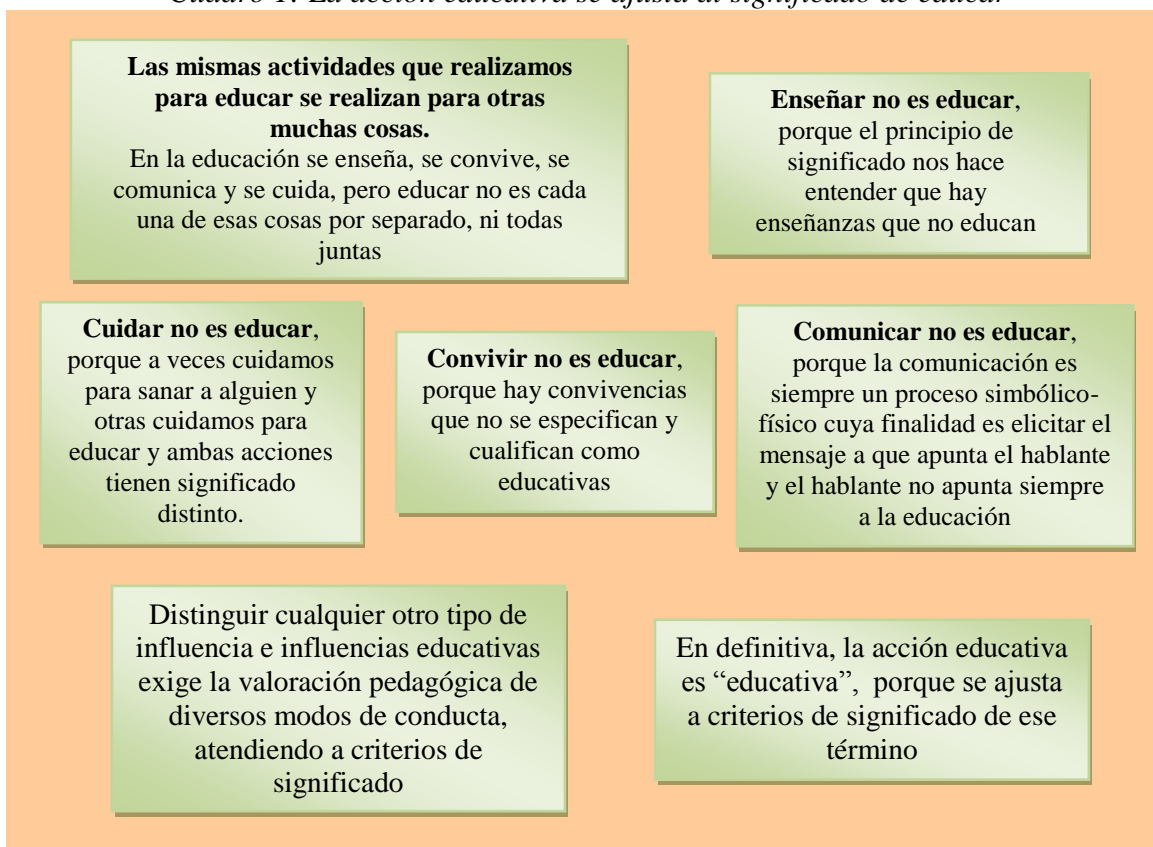 Cuadro 1: La acción educativa se ajusta al significado de educar
Las mismas actividades que realizamos
para educar se realizan para otras
muchas cosas.
En la educación se enseña, se convive, se
comunica y se cuida, pero educar no es cada
una de esas cosas por separado, ni todas
juntas
Enseñar no es educar,
porque el principio de
significado nos hace
entender que hay
enseñanzas que no educan
Cuidar no es educar,
porque a veces cuidamos
para sanar a alguien y
otras cuidamos para
educar y ambas acciones
tienen significado
distinto.
Convivir no es educar,
porque hay convivencias
que no se especifican y
cualifican como
educativas
Comunicar no es educar,
porque la comunicación es
siempre un proceso simbólico-
físico cuya finalidad es elicitar el
mensaje a que apunta el hablante
y el hablante no apunta siempre
a la educación
Distinguir cualquier otro tipo de
influencia e influencias educativas
exige la valoración pedagógica de
diversos modos de conducta,
atendiendo a criterios de
significado
En definitiva, la acción educativa
es “educativa”, porque se ajusta
a criterios de significado de ese
término